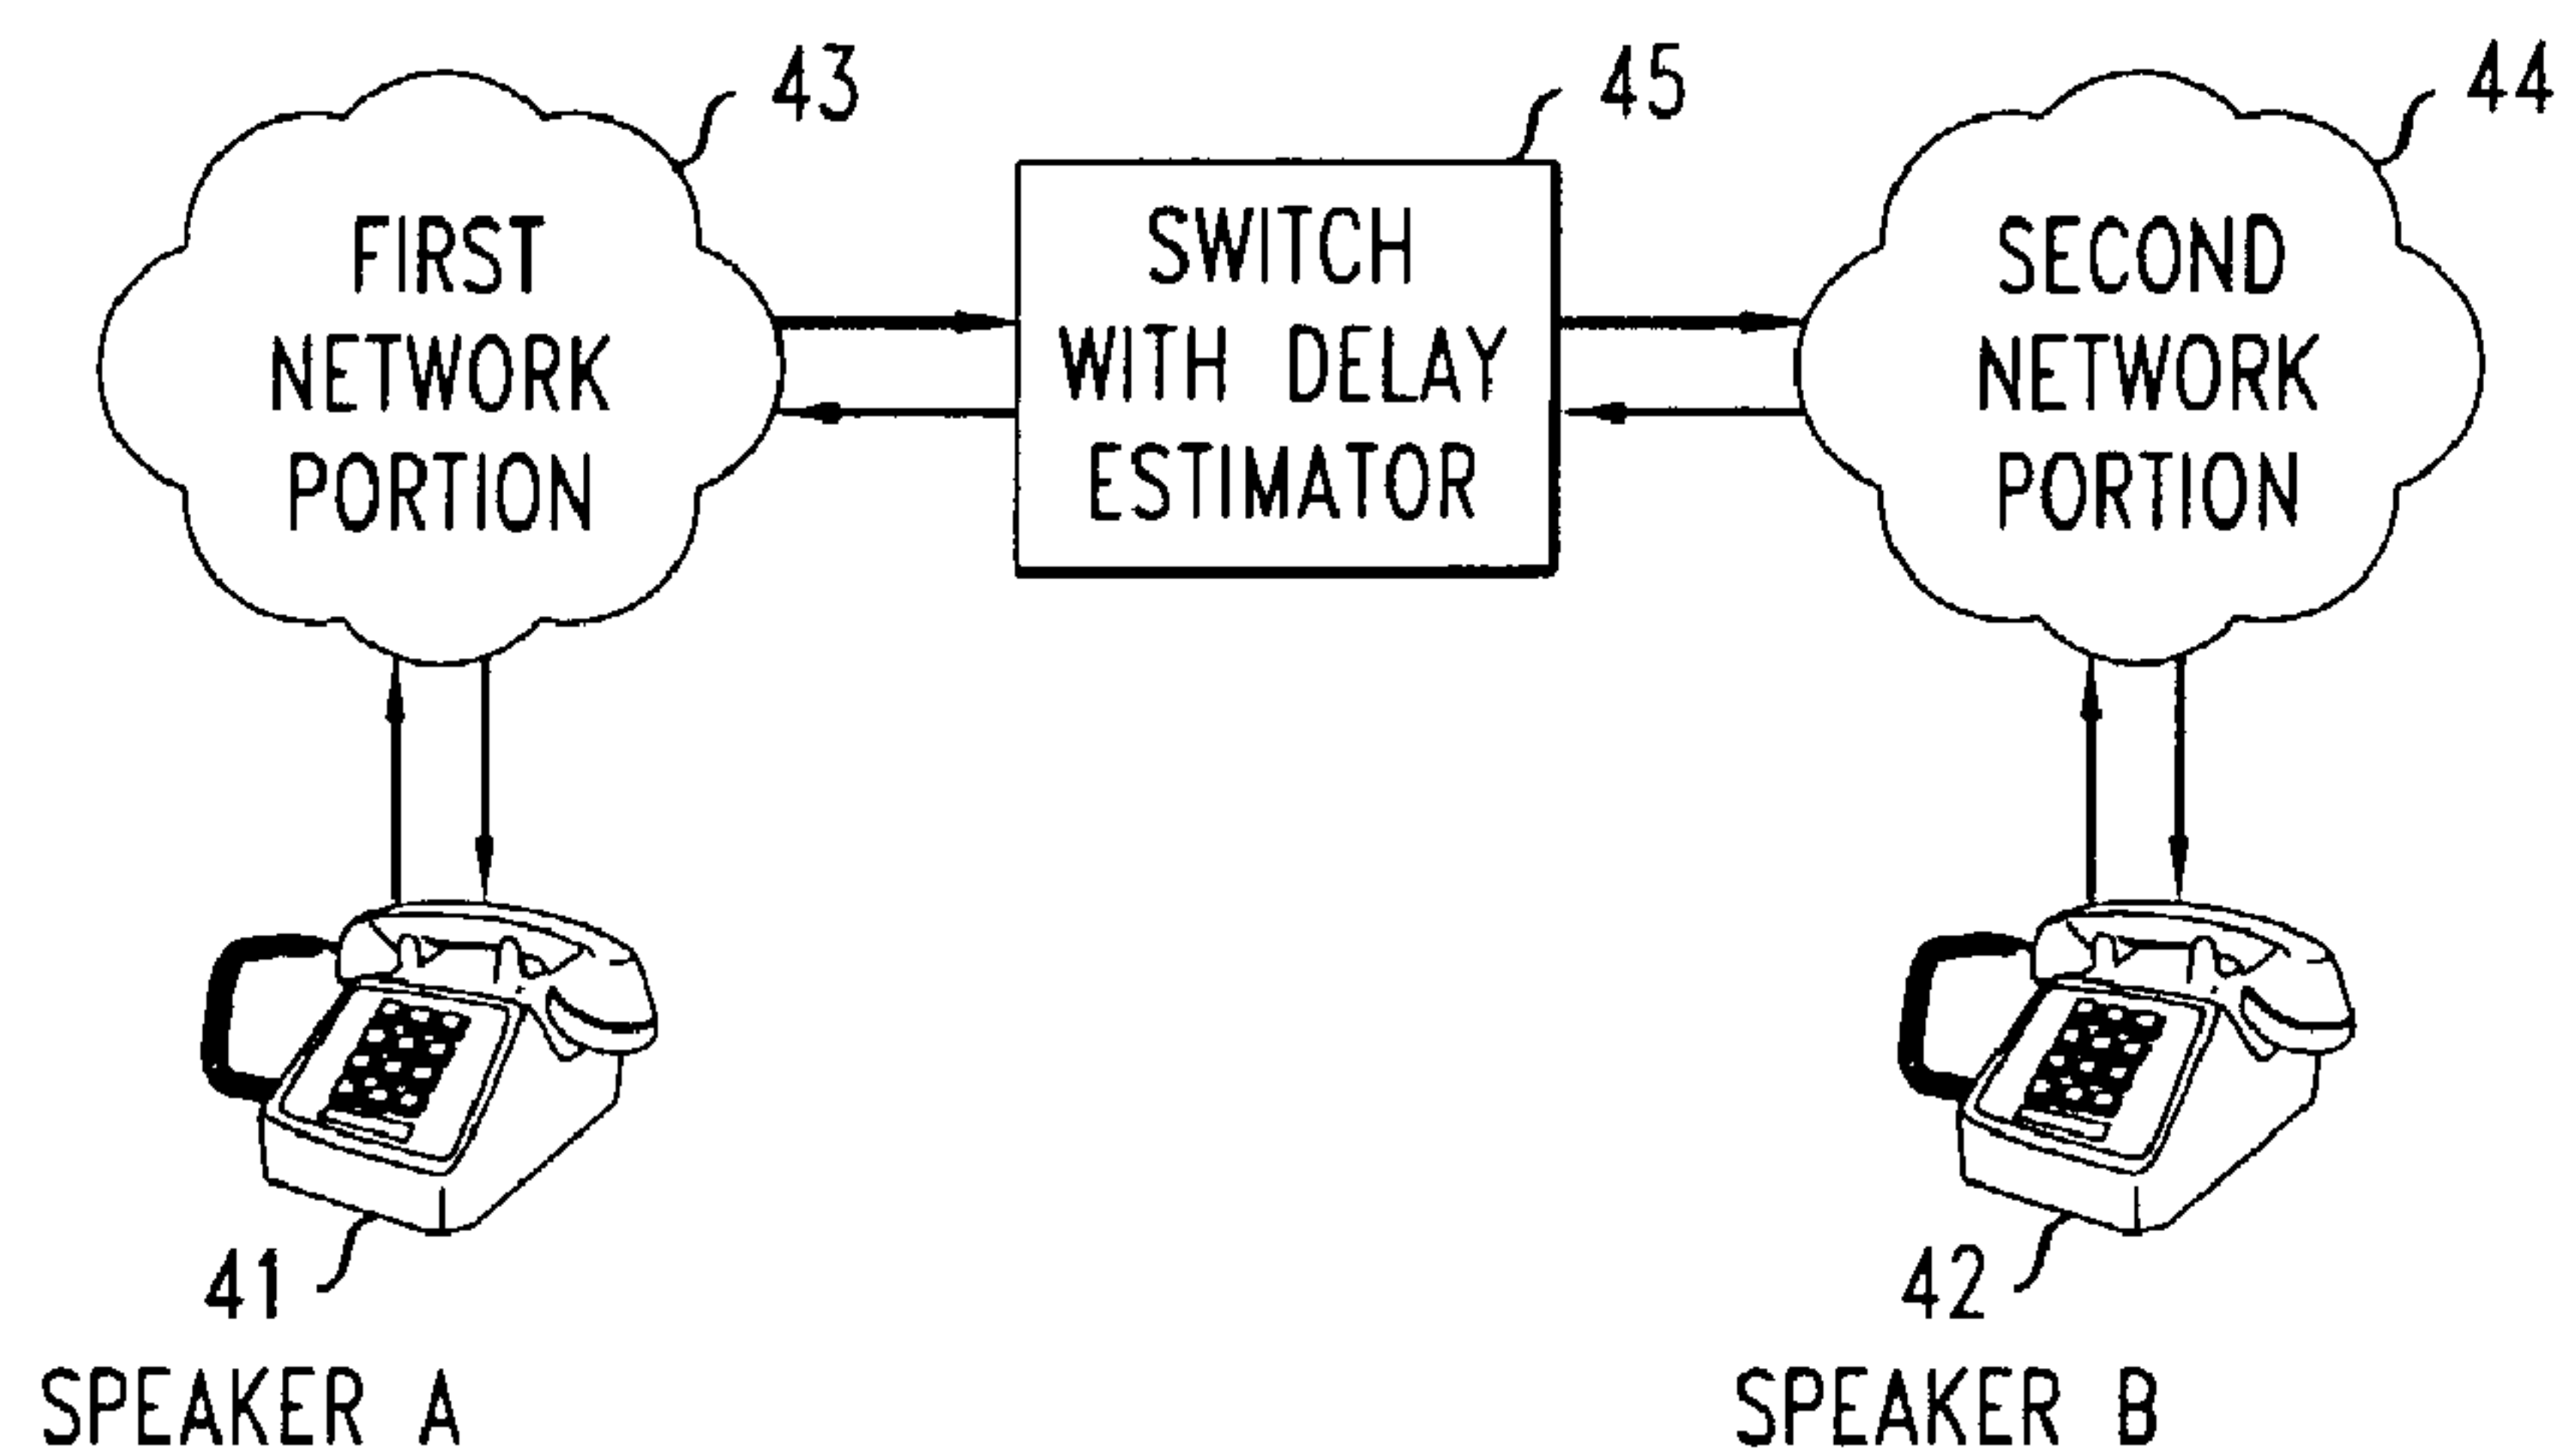 43
45
44
FIRST
NETWORK
PORTION
SWITCH
WITH DELAY
ESTIMATOR
SECOND
NETWORK
PORTION
41
SPEAKER A
42
SPEAKER B